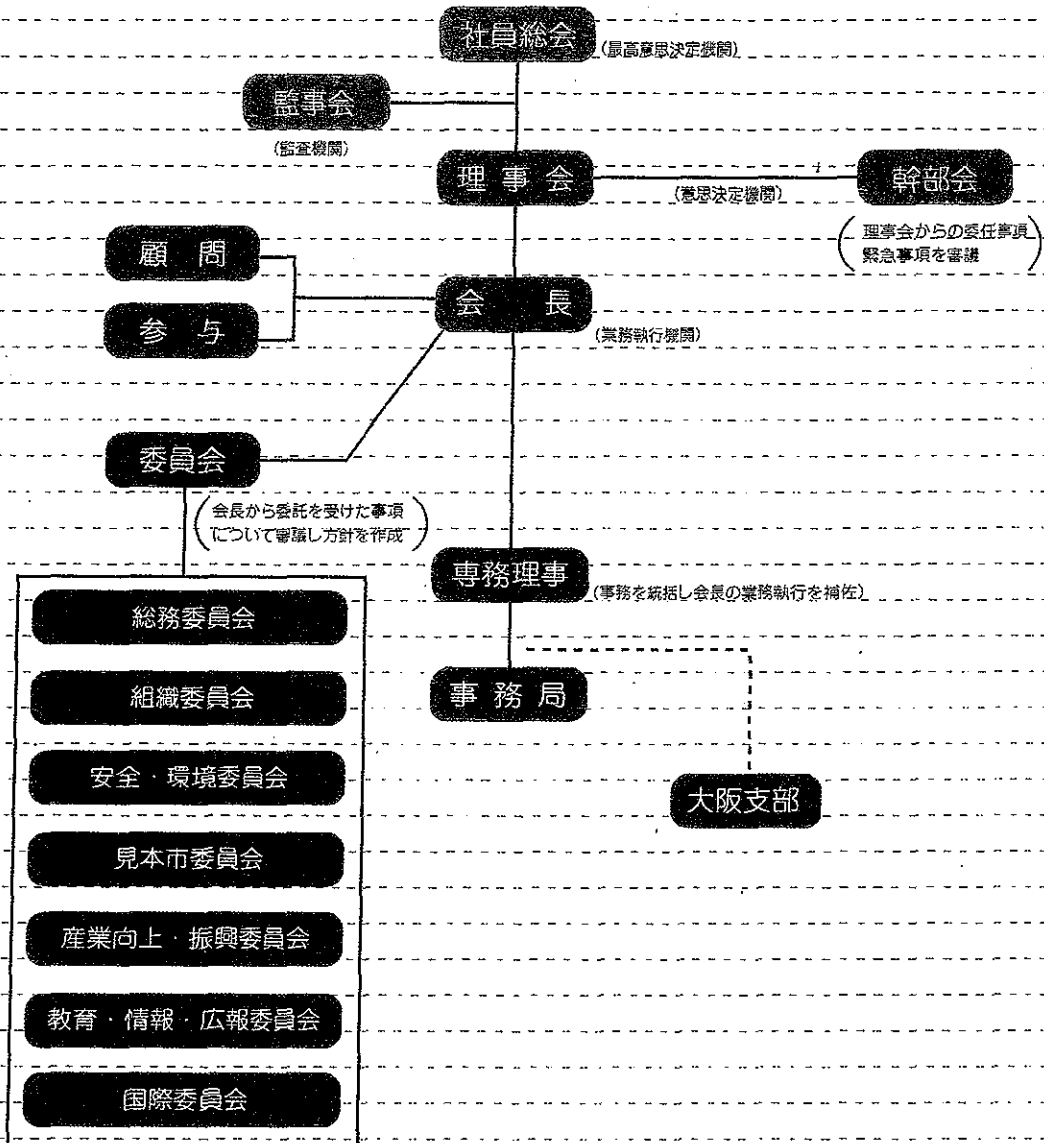 社員総会
(最高意思決定機関)
監事会
(監査機関)
理事会
(意思決定機関)
幹部会
(理事会からの委任事項
緊急事項を審議)
顧問
参与
会長
(業務執行機関)
委員会
(会長から委託を受けた事項
について審議し方針を作成)
専務理事
(事務を統括し会長の業務執行を補佐)
事務局
大阪支部
総務委員会
組織委員会
安全・環境委員会
見本市委員会
産業向上・振興委員会
教育・情報・広報委員会
国際委員会